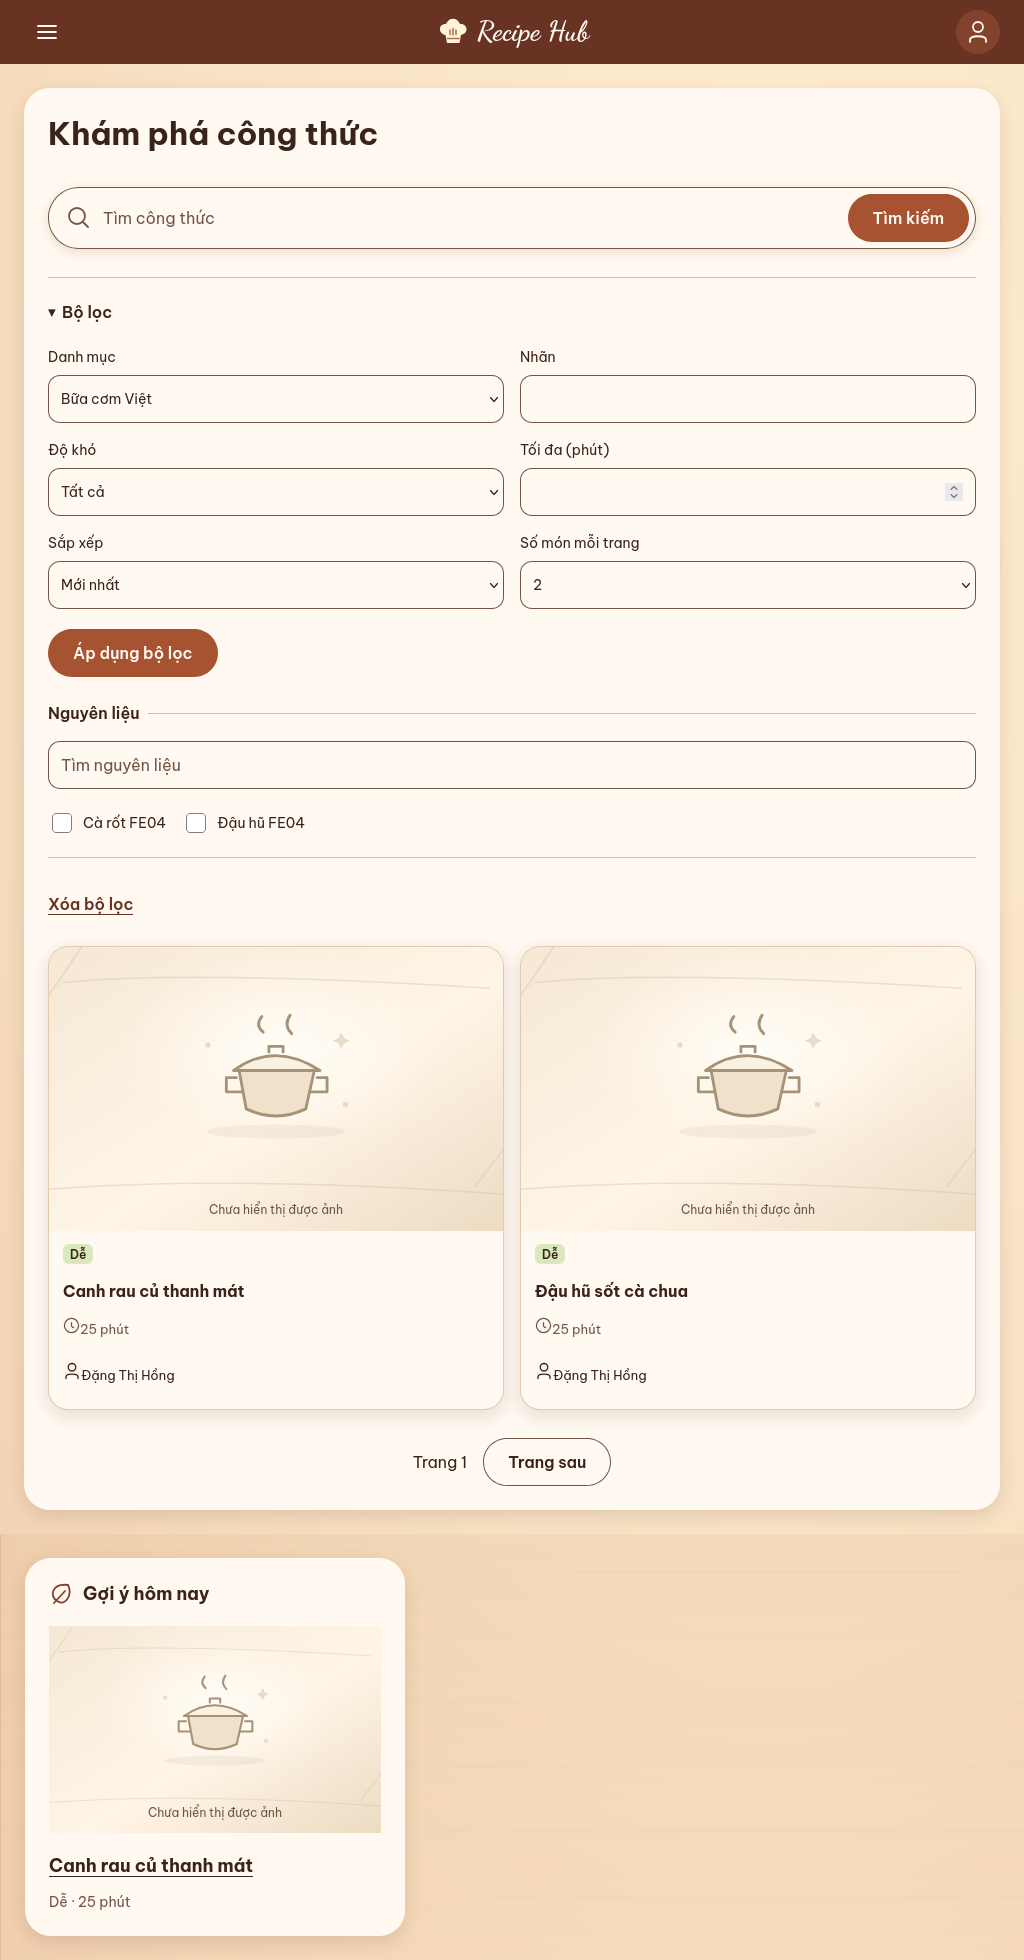 Recipe Hub
Khám phá công thức
Tìm công thức
Tìm kiếm
▾ Bộ lọc
Danh mục
Nhãn
Bữa cơm Việt
Độ khó
Tối đa (phút)
Tất cả
Sắp xếp
Số món mỗi trang
Mới nhất
2
Áp dụng bộ lọc
Nguyên liệu
Tìm nguyên liệu
Cà rốt FE04
Đậu hũ FE04
Xóa bộ lọc
Chưa hiển thị được ảnh
Dễ
Canh rau củ thanh mát
25 phút
Đặng Thị Hồng
Chưa hiển thị được ảnh
Dễ
Đậu hũ sốt cà chua
25 phút
Đặng Thị Hồng
Trang 1
Trang sau
Gợi ý hôm nay
Chưa hiển thị được ảnh
Canh rau củ thanh mát
Dễ · 25 phút